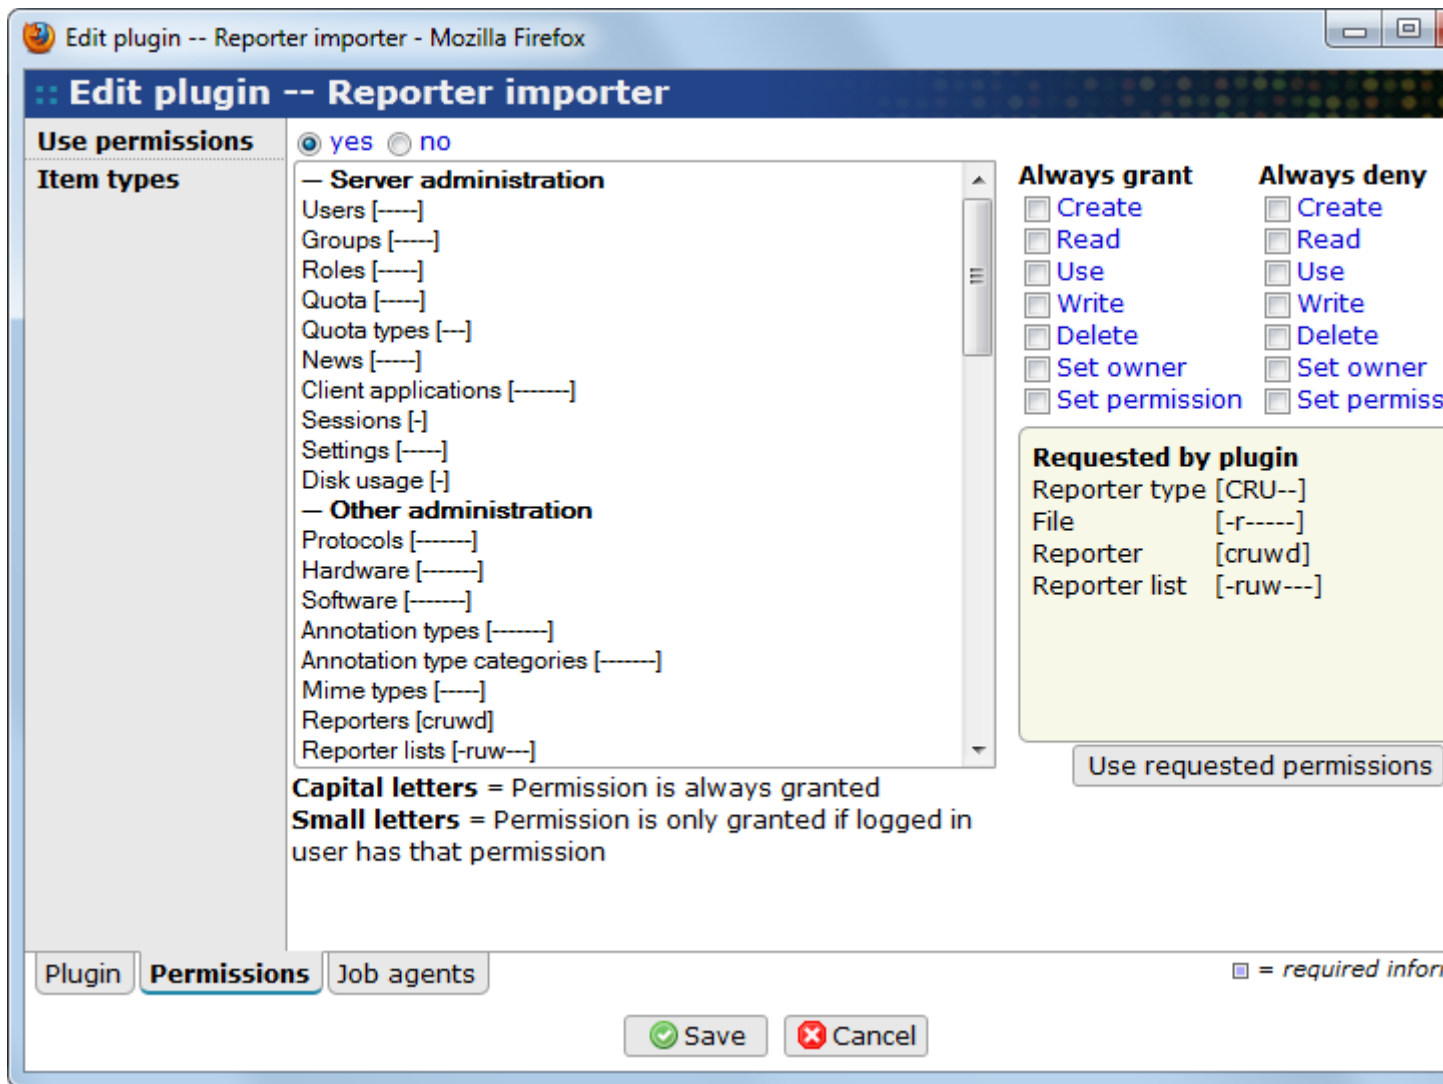 Edit plugin -- Reporter importer - Mozilla Firefox
:: Edit plugin -- Reporter importer
Use permissions
yes no
Item types
— Server administration
Users [-----]
Groups [-----]
Roles [-----]
Quota [-----]
Quota types [---]
News [-----]
Client applications [-------]
Sessions [-]
Settings [-----]
Disk usage [-]
— Other administration
Protocols [-------]
Hardware [-------]
Software [-------]
Annotation types [-------]
Annotation type categories [-------]
Mime types [-----]
Reporters [cruwd]
Reporter lists [-ruw---]
Capital letters = Permission is always granted
Small letters = Permission is only granted if logged in
user has that permission
Always grant
Create
Read
Use
Write
Delete
Set owner
Set permission
Always deny
Create
Read
Use
Write
Delete
Set owner
Set permiss
Requested by plugin
Reporter type [CRU--]
File [-r-----]
Reporter [cruwd]
Reporter list [-ruw---]
Use requested permissions
Plugin Permissions Job agents
= required infor
Save Cancel